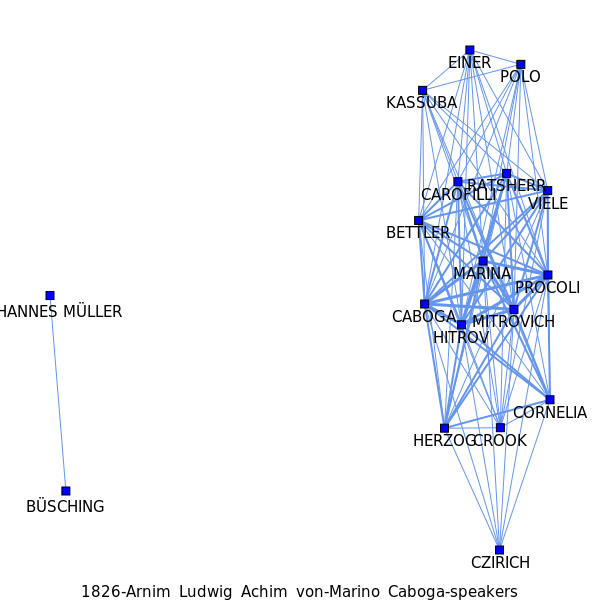 EINER
POLO
KASSUBA
RATSHERR
CAROFILLI
VIELE
BETTLER
MARINA
PROCOLI
HANNES MÜLLER
CABOGA
MITROVICH
HITROV
CORNELIA
HERZOG
CROOK
BÜSCHING
CZIRICH
1826-Arnim Ludwig Achim von-Marino Caboga-speakers